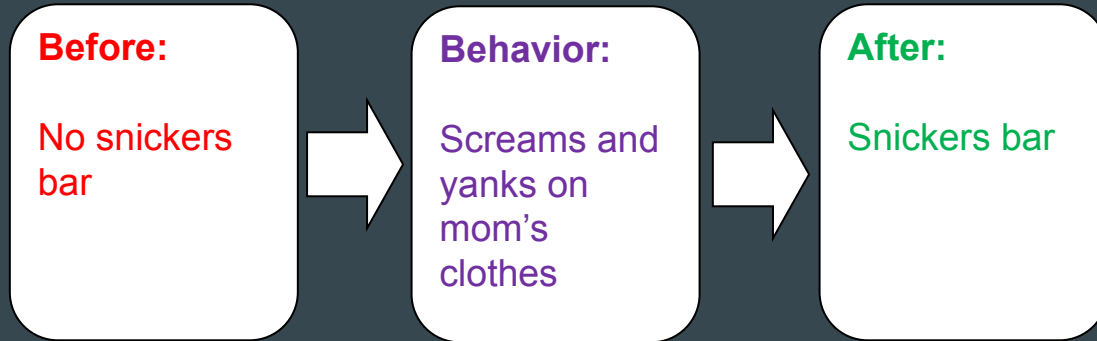 Before:
No snickers
bar
Behavior:
Screams and
yanks on
mom’s
clothes
After:
Snickers bar